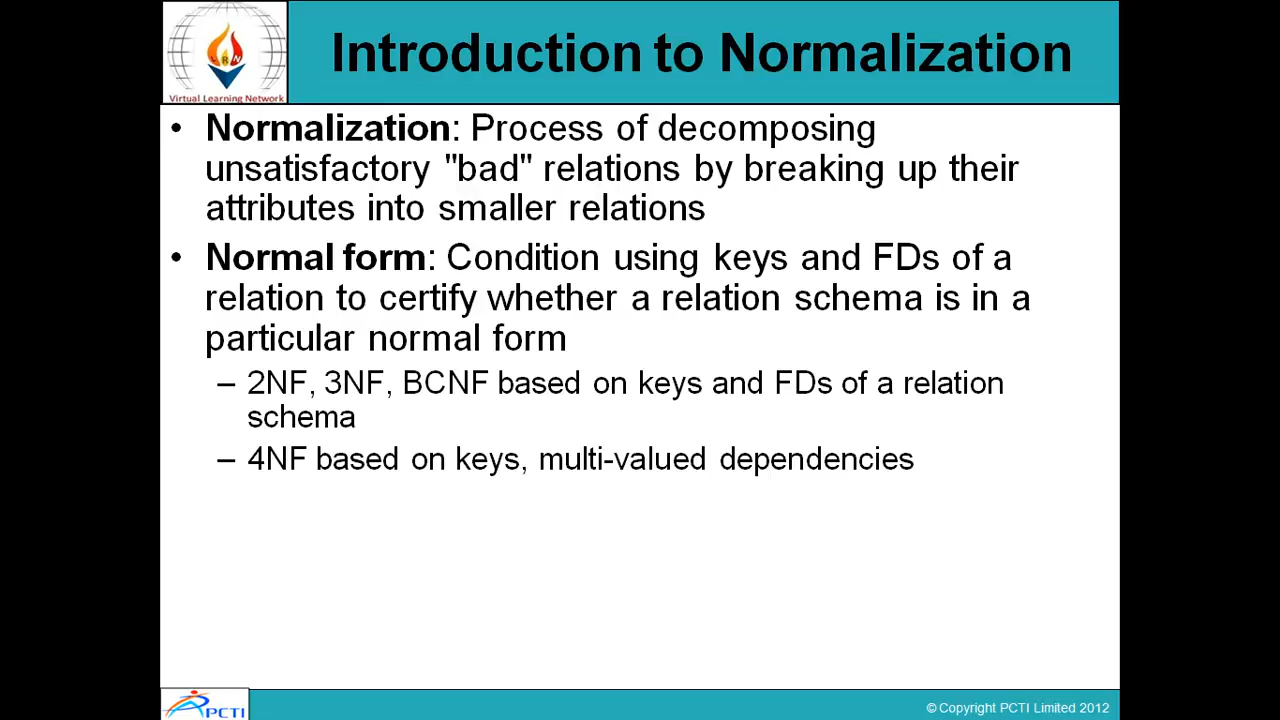 Introduction to Normalization
LRN
Virtual Learning Network
• Normalization: Process of decomposing
unsatisfactory "bad" relations by breaking up their
attributes into smaller relations
• Normal form: Condition using keys and FDs of a
relation to certify whether a relation schema is in a
particular normal form
– 2NF, 3NF, BCNF based on keys and FDs of a relation
schema
– 4NF based on keys, multi-valued dependencies
PCTI
© Copyright PCTI Limited 2012